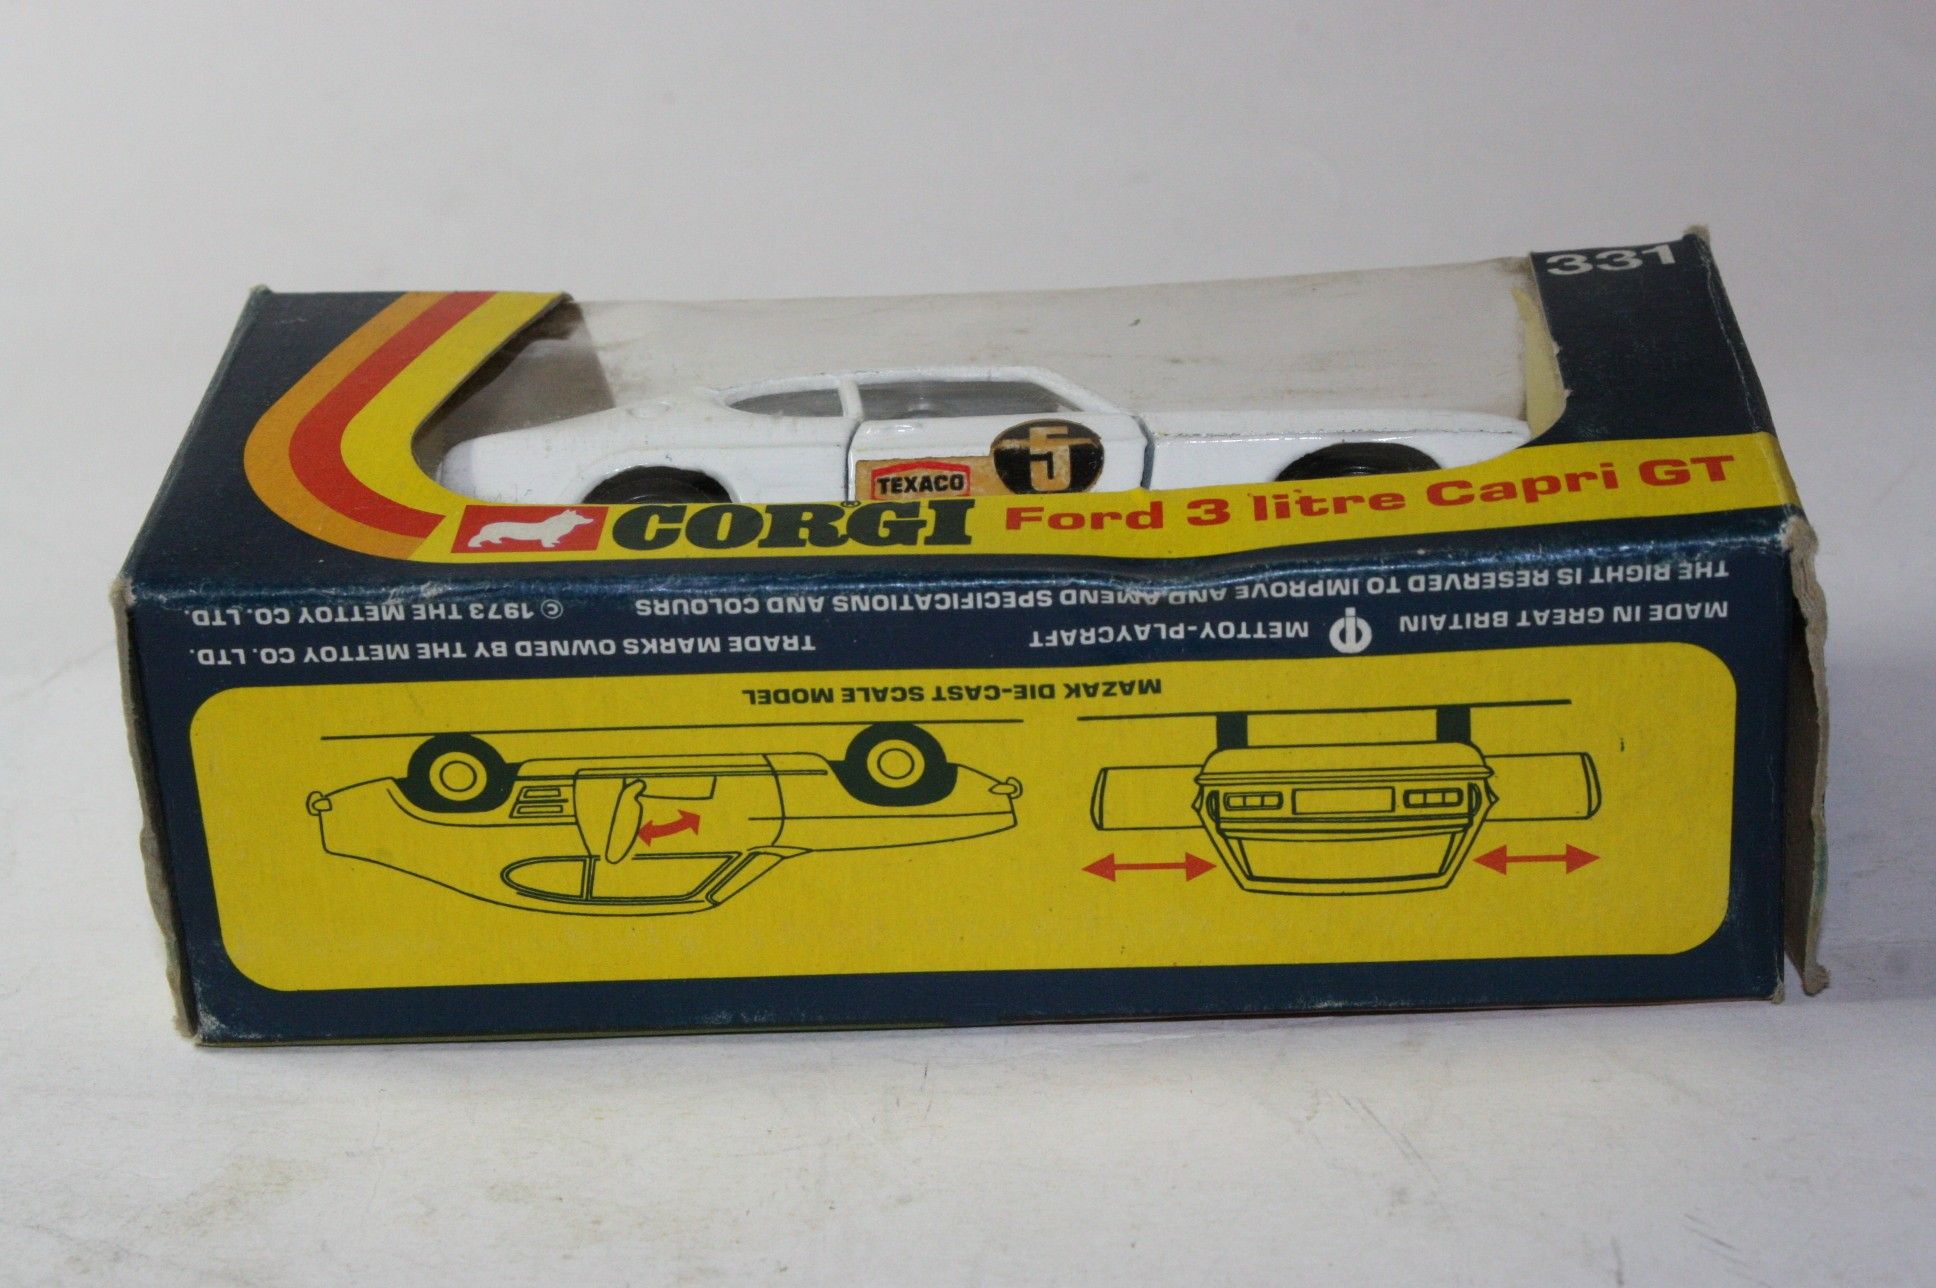 331
5
TEXACO
CORGI® Ford 3 litre Capri GT
THE RIGHT IS RESERVED TO IMPROVE AND AMEND SPECIFICATIONS AND COLOURS © 1973 THE METTOY CO. LTD.
MADE IN GREAT BRITAIN METTOY-PLAYCRAFT TRADE MARKS OWNED BY THE METTOY CO. LTD.
MAZAK DIE-CAST SCALE MODEL